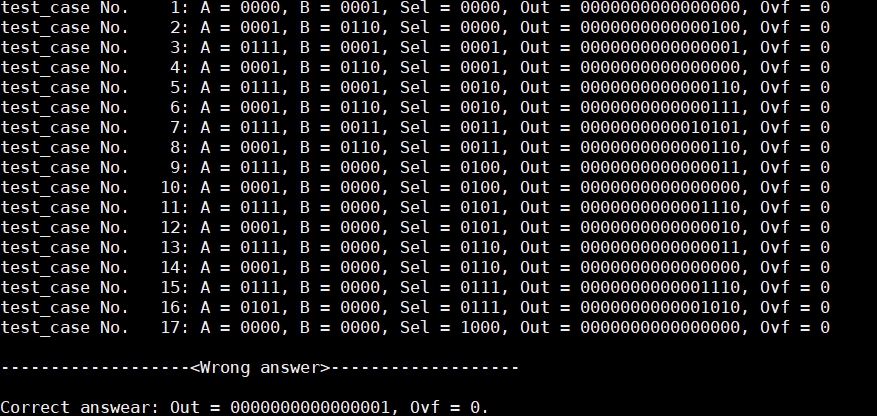 test_case No.    1: A = 0000, B = 0001, Sel = 0000, Out = 0000000000000000, Ovf = 0
test_case No.    2: A = 0001, B = 0110, Sel = 0000, Out = 0000000000000100, Ovf = 0
test_case No.    3: A = 0111, B = 0001, Sel = 0001, Out = 0000000000000001, Ovf = 0
test_case No.    4: A = 0001, B = 0110, Sel = 0001, Out = 0000000000000000, Ovf = 0
test_case No.    5: A = 0111, B = 0001, Sel = 0010, Out = 0000000000000110, Ovf = 0
test_case No.    6: A = 0001, B = 0110, Sel = 0010, Out = 0000000000000111, Ovf = 0
test_case No.    7: A = 0111, B = 0011, Sel = 0011, Out = 0000000000010101, Ovf = 0
test_case No.    8: A = 0001, B = 0110, Sel = 0011, Out = 0000000000000110, Ovf = 0
test_case No.    9: A = 0111, B = 0000, Sel = 0100, Out = 0000000000000011, Ovf = 0
test_case No.   10: A = 0001, B = 0000, Sel = 0100, Out = 0000000000000000, Ovf = 0
test_case No.   11: A = 0111, B = 0000, Sel = 0101, Out = 0000000000001110, Ovf = 0
test_case No.   12: A = 0001, B = 0000, Sel = 0101, Out = 0000000000000010, Ovf = 0
test_case No.   13: A = 0111, B = 0000, Sel = 0110, Out = 0000000000000011, Ovf = 0
test_case No.   14: A = 0001, B = 0000, Sel = 0110, Out = 0000000000000000, Ovf = 0
test_case No.   15: A = 0111, B = 0000, Sel = 0111, Out = 0000000000001110, Ovf = 0
test_case No.   16: A = 0101, B = 0000, Sel = 0111, Out = 0000000000001010, Ovf = 0
test_case No.   17: A = 0000, B = 0000, Sel = 1000, Out = 0000000000000000, Ovf = 0
-------------------<Wrong answer>-------------------
Correct answear: Out = 0000000000000001, Ovf = 0.